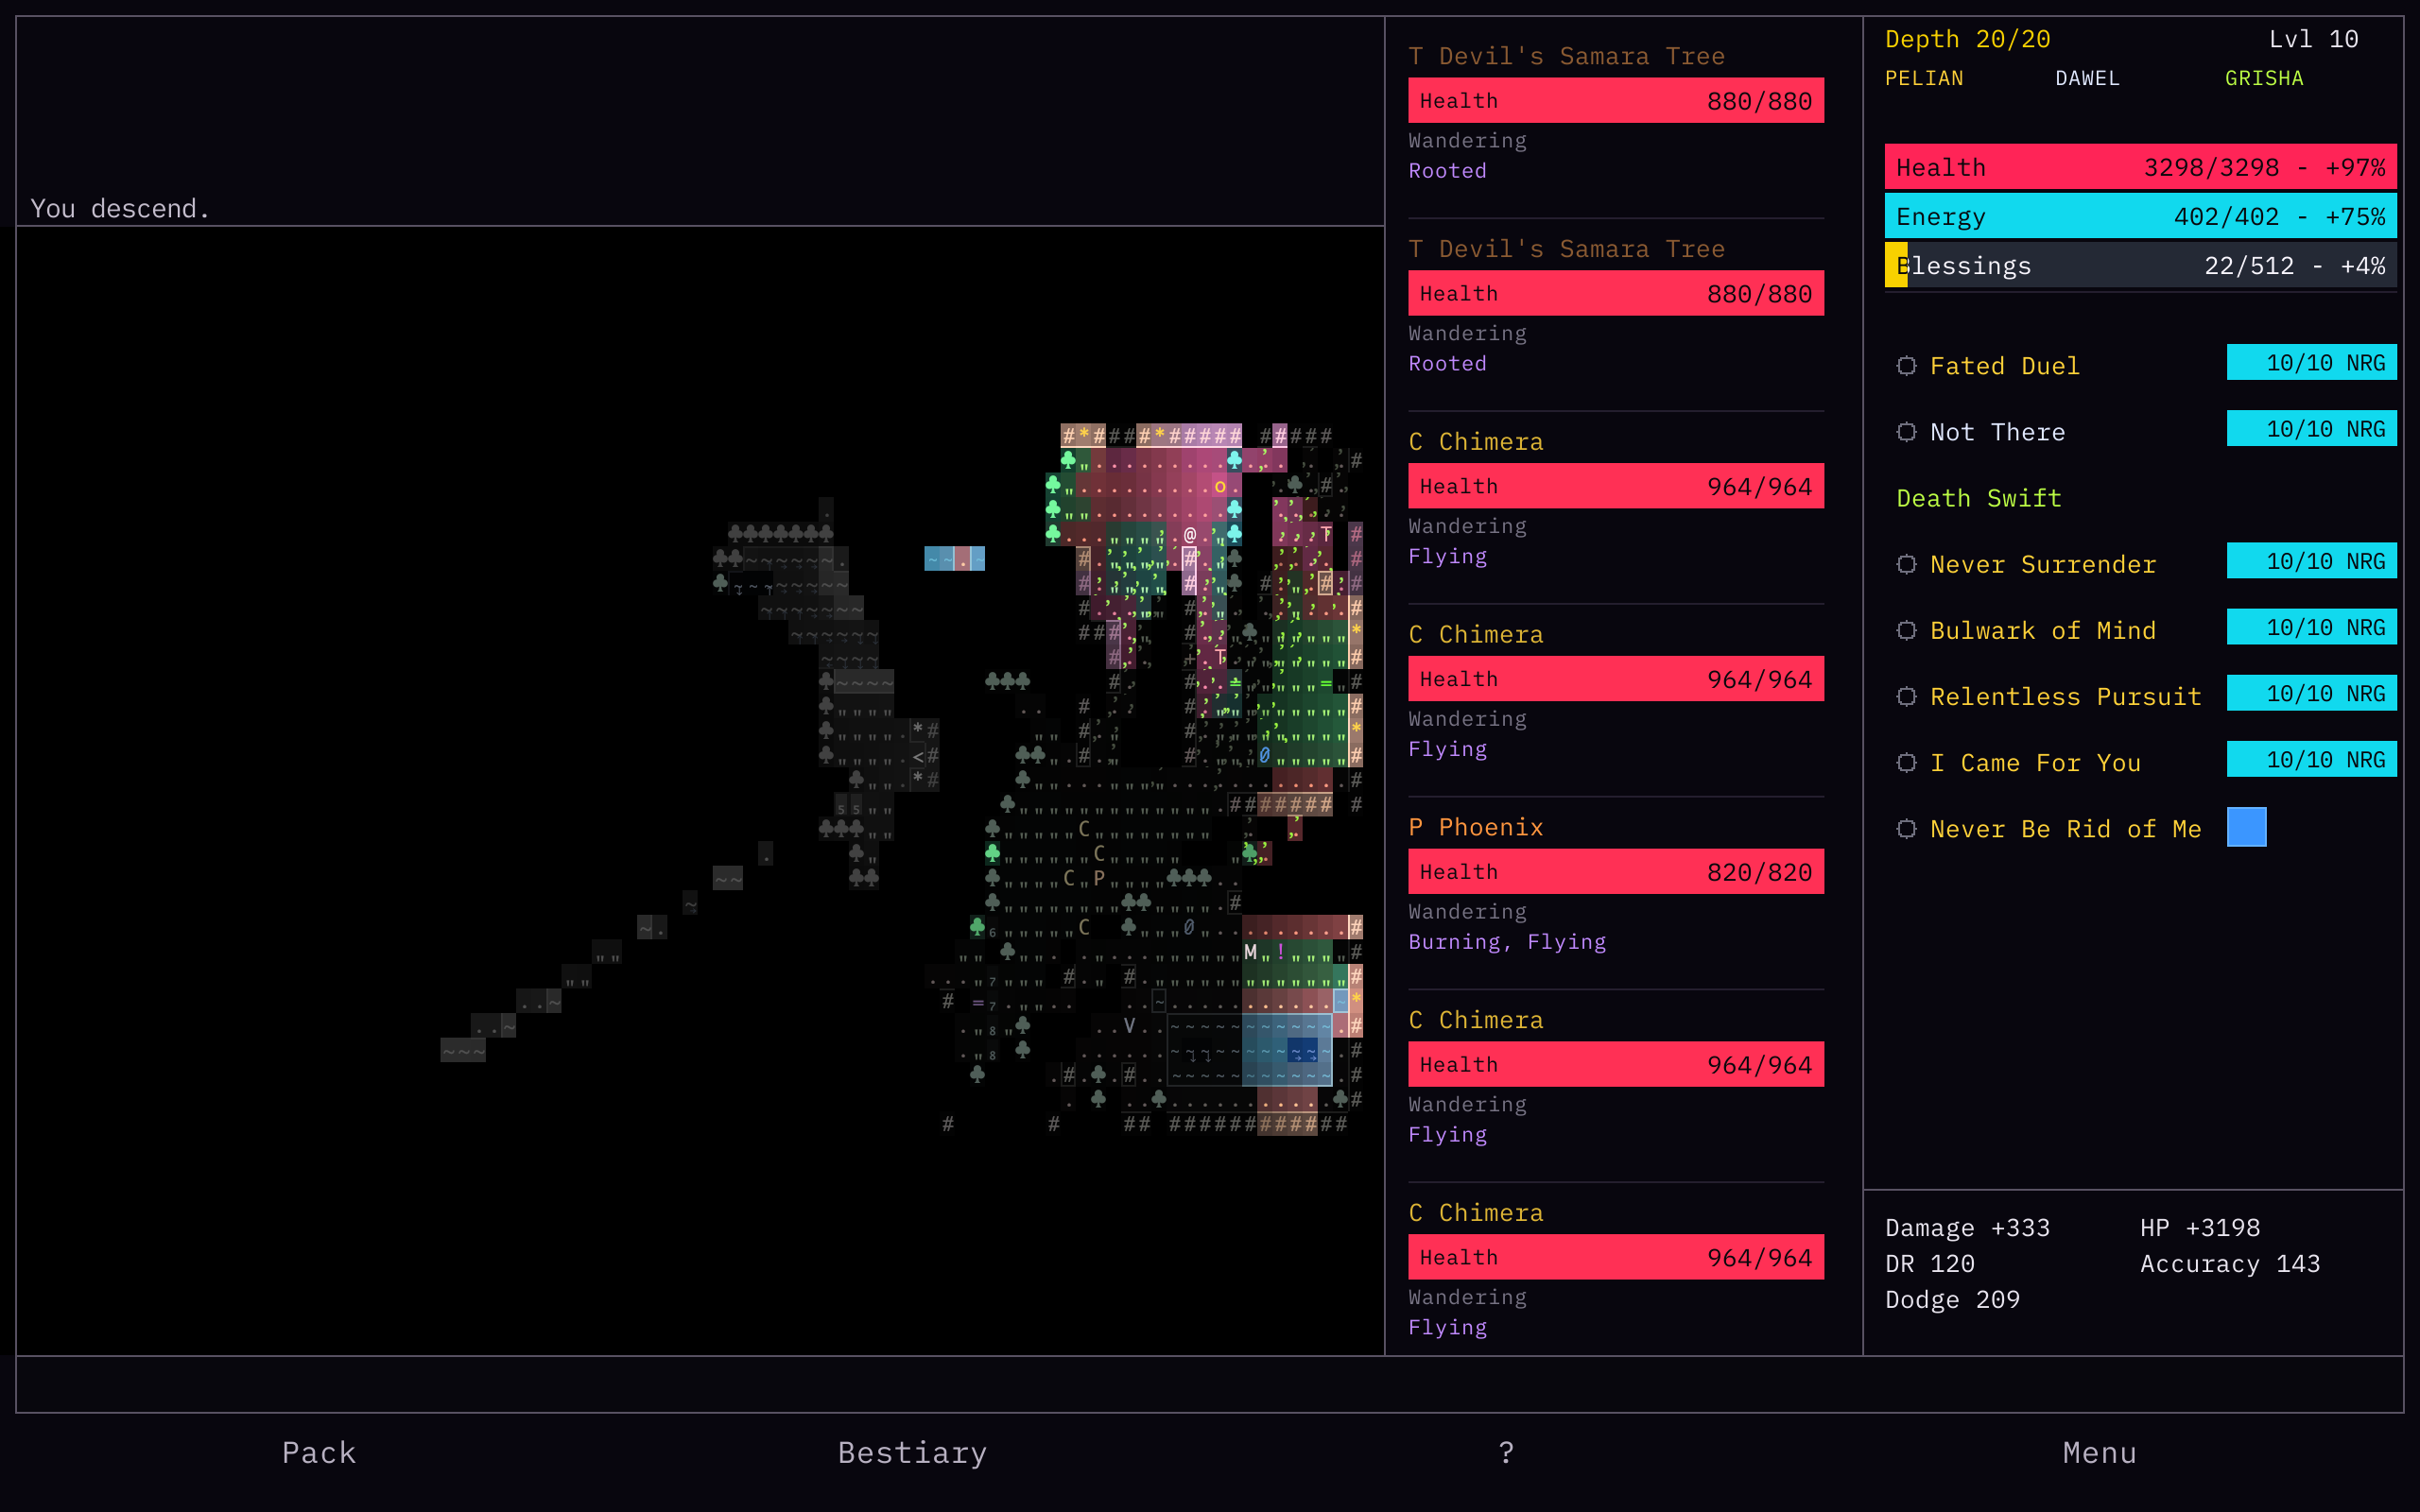 You descend.
T Devil's Samara Tree
Health 880/880
Wandering
Rooted
T Devil's Samara Tree
Health 880/880
Wandering
Rooted
C Chimera
Health 964/964
Wandering
Flying
C Chimera
Health 964/964
Wandering
Flying
P Phoenix
Health 820/820
Wandering
Burning, Flying
C Chimera
Health 964/964
Wandering
Flying
C Chimera
Health 964/964
Wandering
Flying
Depth 20/20 Lvl 10
PELIAN DAWEL GRISHA
Health 3298/3298 - +97%
Energy 402/402 - +75%
Blessings 22/512 - +4%
Fated Duel 10/10 NRG
Not There 10/10 NRG
Death Swift
Never Surrender 10/10 NRG
Bulwark of Mind 10/10 NRG
Relentless Pursuit 10/10 NRG
I Came For You 10/10 NRG
Never Be Rid of Me
Damage +333 HP +3198
DR 120 Accuracy 143
Dodge 209
Pack Bestiary ? Menu